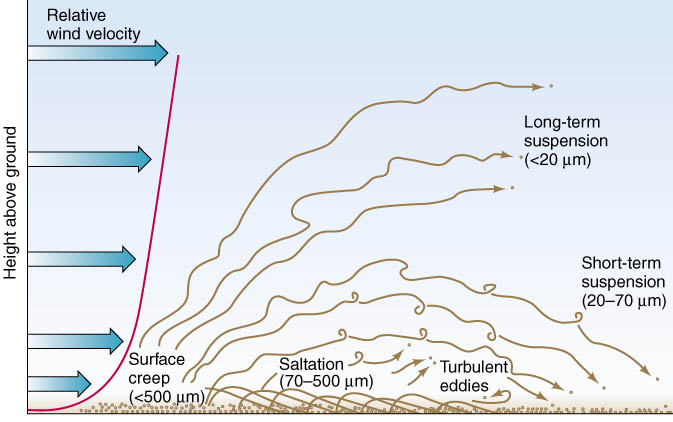 Relative
wind velocity
Height above ground
Long-term
suspension
(<20 µm)
Short-term
suspension
(20–70 µm)
Surface
creep
(<500 µm)
Saltation
(70–500 µm)
Turbulent
eddies